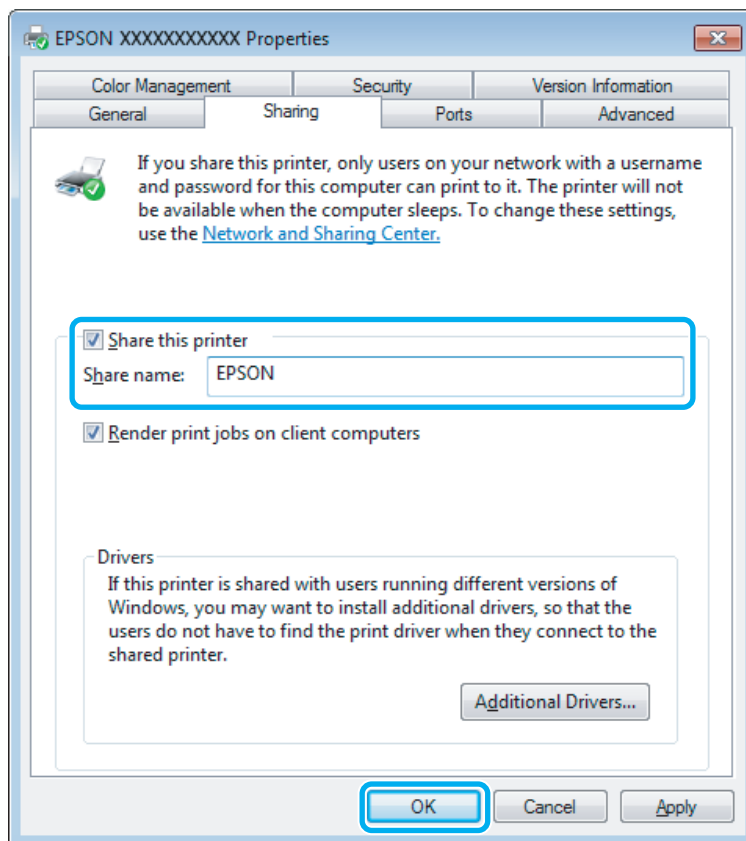 EPSON XXXXXXXXXXX Properties
Color Management Security Version Information
General Sharing Ports Advanced
If you share this printer, only users on your network with a username
and password for this computer can print to it. The printer will not
be available when the computer sleeps. To change these settings,
use the Network and Sharing Center.
Share this printer
Share name: EPSON
Render print jobs on client computers
Drivers
If this printer is shared with users running different versions of
Windows, you may want to install additional drivers, so that the
users do not have to find the print driver when they connect to the
shared printer.
Additional Drivers...
OK Cancel Apply